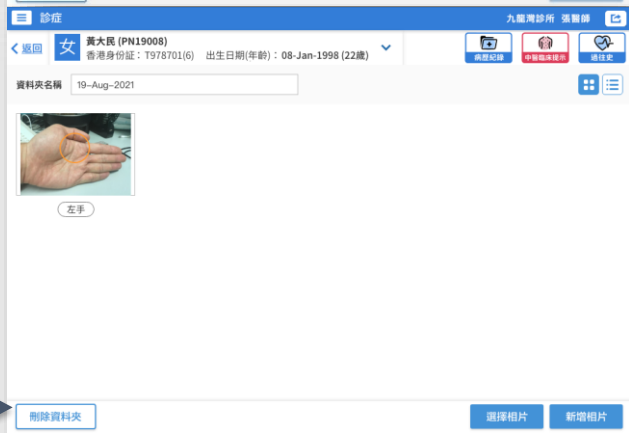 診症
九龍灣診所 張醫師
返回
女
黃大民 (PN19008)
香港身份証：T978701(6) 出生日期(年齡)：08-Jan-1998 (22歲)
病歷紀錄
中醫臨床提示
過往史
資料夾名稱
19-Aug-2021
左手
刪除資料夾
選擇相片
新增相片